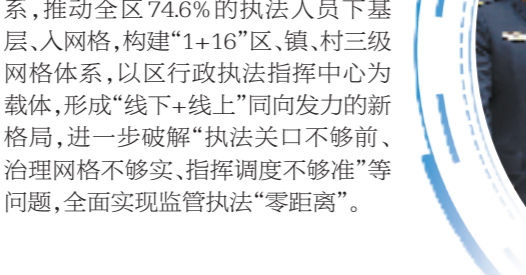 系,推动全区74.6%的执法人员下基
层、入网格,构建“1+16”区、镇、村三级
网格体系,以区行政执法指挥中心为
载体,形成“线下+线上”同向发力的新
格局,进一步破解“执法关口不够前、
治理网格不够实、指挥调度不够准”等
问题,全面实现监管执法“零距离”。